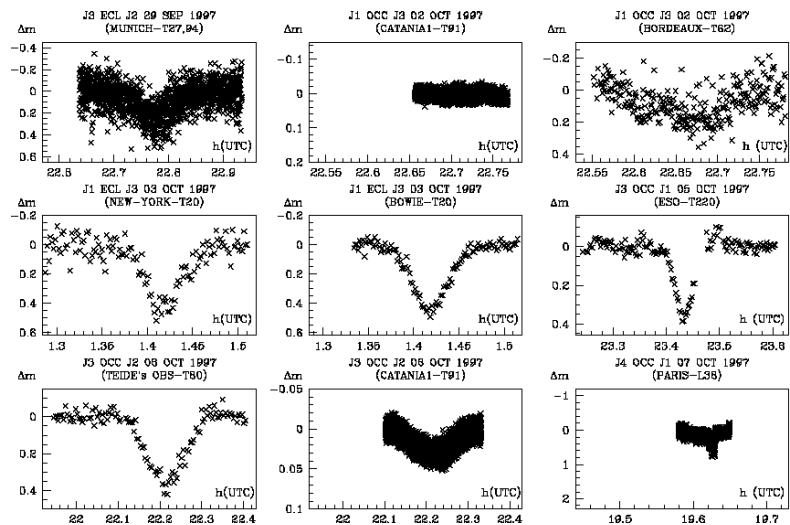 J3 ECL J2 29 SEP 1997
(MUNICH-T27,94)
Δm
-0.4
-0.2
0
0.2
0.4
0.6
h(UTC)
22.6 22.7 22.8 22.9
J1 OCC J3 02 OCT 1997
(CATANIA1-T91)
Δm
-0.1
0
0.1
0.2
h(UTC)
22.55 22.6 22.65 22.7 22.75
J1 OCC J3 02 OCT 1997
(BORDEAUX-T62)
Δm
-0.2
0
0.2
0.4
h (UTC)
22.55 22.6 22.65 22.7 22.75
J1 ECL J3 03 OCT 1997
(NEW-YORK-T20)
Δm
-0.2
0
0.2
0.4
0.6
h(UTC)
1.3 1.35 1.4 1.45 1.5
J1 ECL J3 03 OCT 1997
(BOWIE-T20)
Δm
-0.2
0
0.2
0.4
0.6
h(UTC)
1.3 1.35 1.4 1.45 1.5
J3 OCC J1 05 OCT 1997
(ESO-T220)
Δm
0
0.2
0.4
h(UTC)
23.3 23.4 23.5 23.6
J3 OCC J2 06 OCT 1997
(TEIDE's OBS-T80)
Δm
0
0.2
0.4
h(UTC)
22 22.1 22.2 22.3 22.4
J3 OCC J2 06 OCT 1997
(CATANIA1-T91)
Δm
-0.05
0
0.05
0.1
h(UTC)
22 22.1 22.2 22.3 22.4
J4 OCC J1 07 OCT 1997
(PARIS-L38)
Δm
-1
0
1
2
h (UTC)
19.5 19.6 19.7